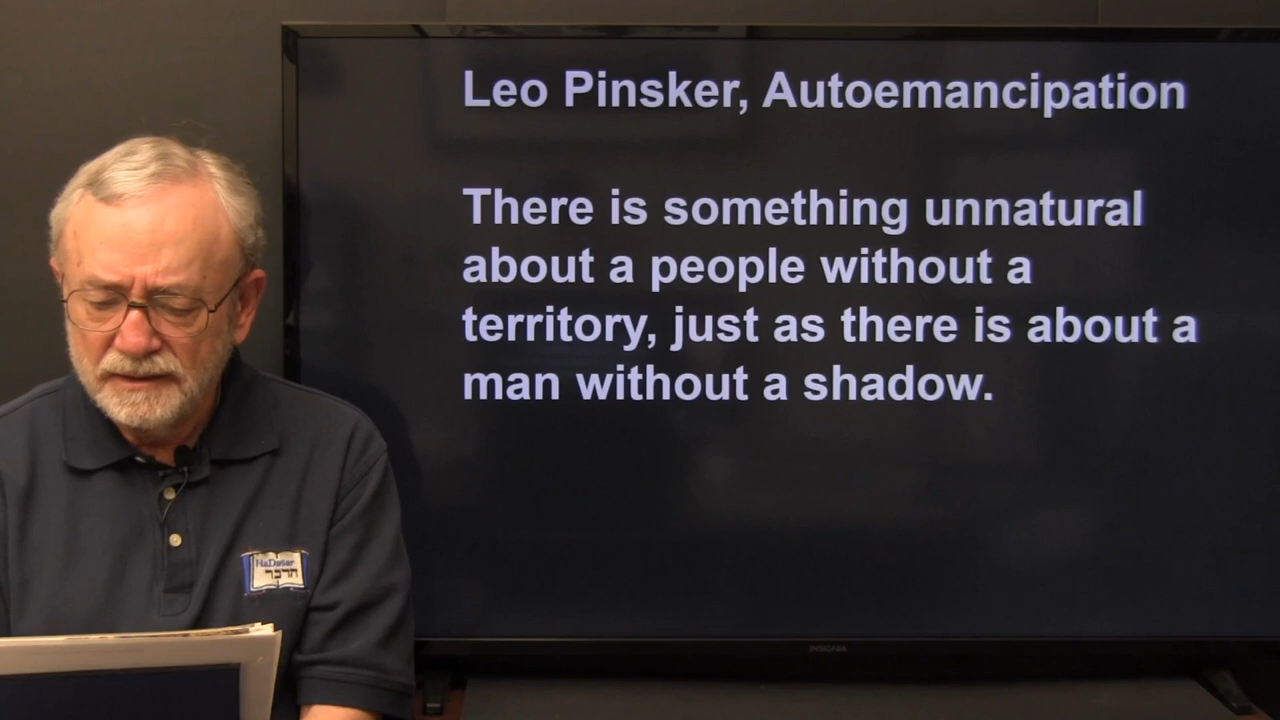 Leo Pinsker, Autoemancipation
There is something unnatural
about a people without a
territory, just as there is about a
man without a shadow.
HaDavar
הדבר
INSIGNIA